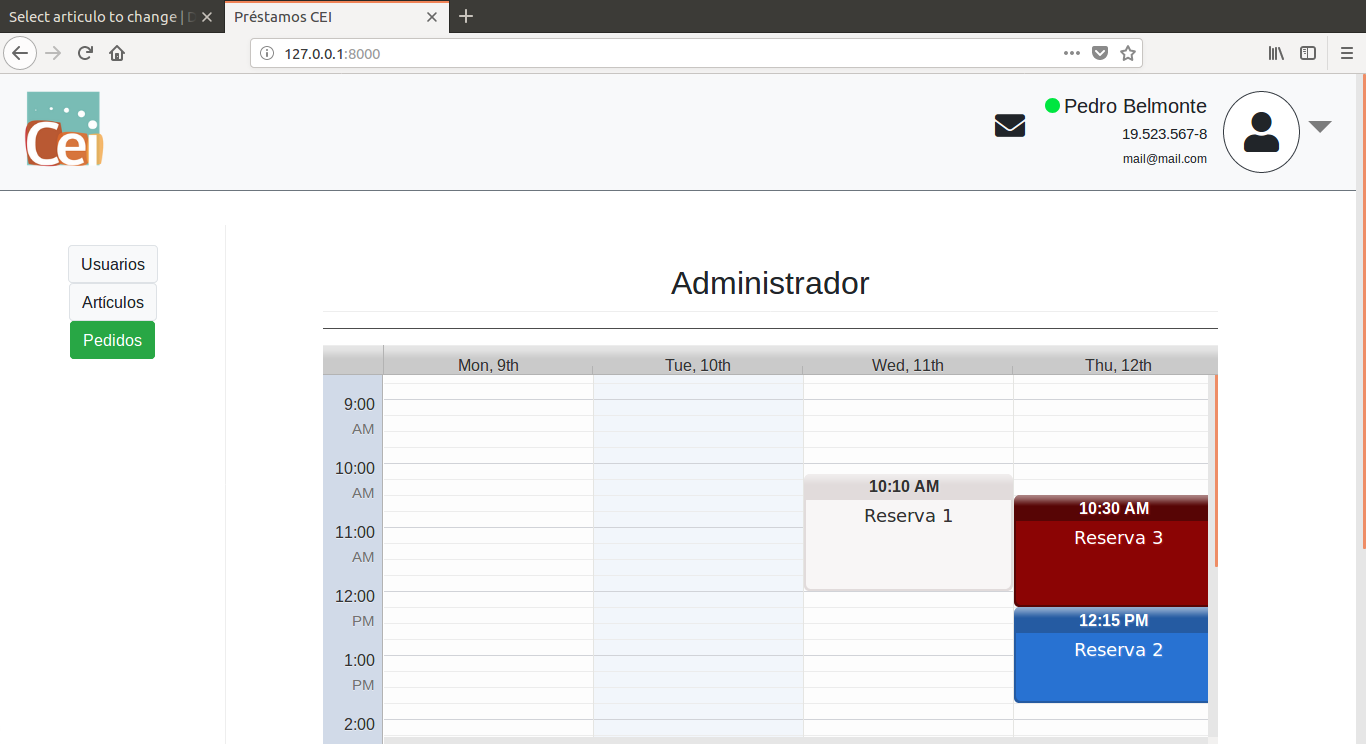 Select articulo to change | D
Préstamos CEI
127.0.0.1:8000
Cei
Pedro Belmonte
19.523.567-8
mail@mail.com
Usuarios
Artículos
Pedidos
Administrador
Mon, 9th
Tue, 10th
Wed, 11th
Thu, 12th
9:00
AM
10:00
AM
11:00
AM
12:00
PM
1:00
PM
2:00
10:10 AM
Reserva 1
10:30 AM
Reserva 3
12:15 PM
Reserva 2